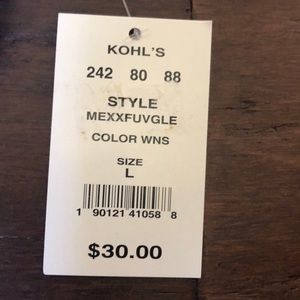 KOHL'S
242 80 88
STYLE
MEXXFUVGLE
COLOR WNS
SIZE
L
1 90121 41058 8
$30.00